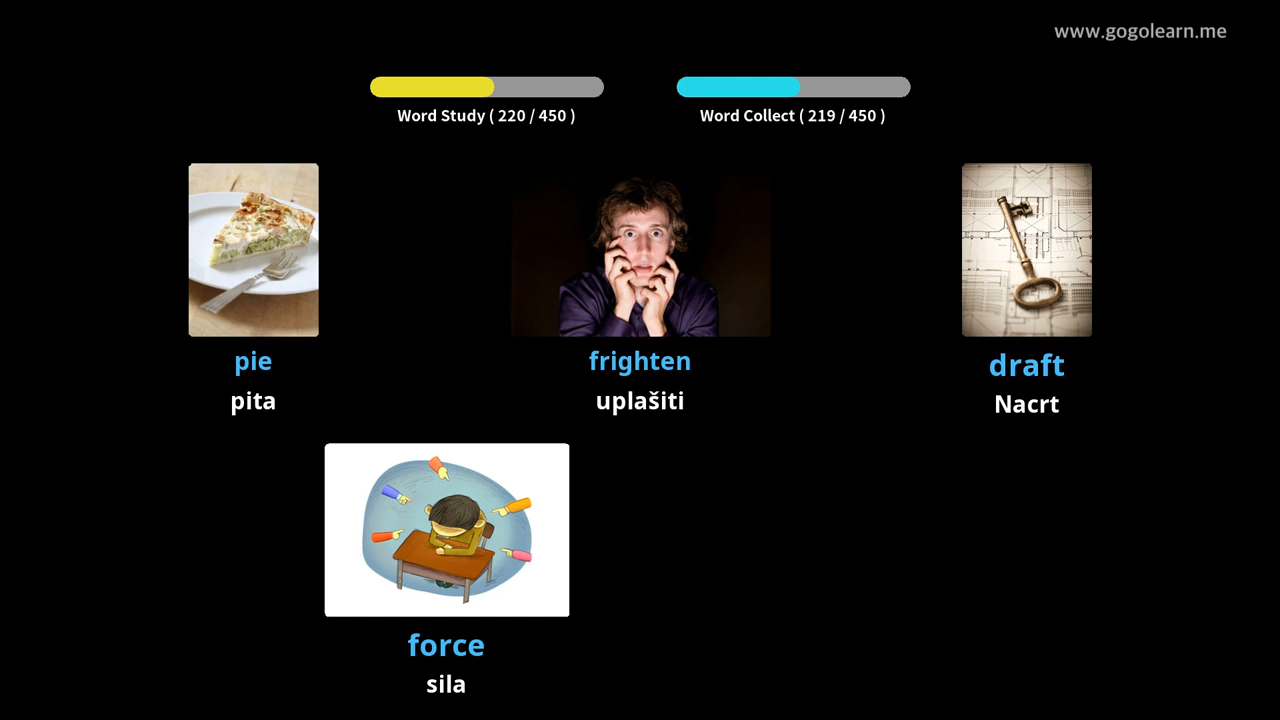 www.gogolearn.me
Word Study ( 220 / 450 )
Word Collect ( 219 / 450 )
pie
pita
frighten
uplašiti
draft
Nacrt
force
sila